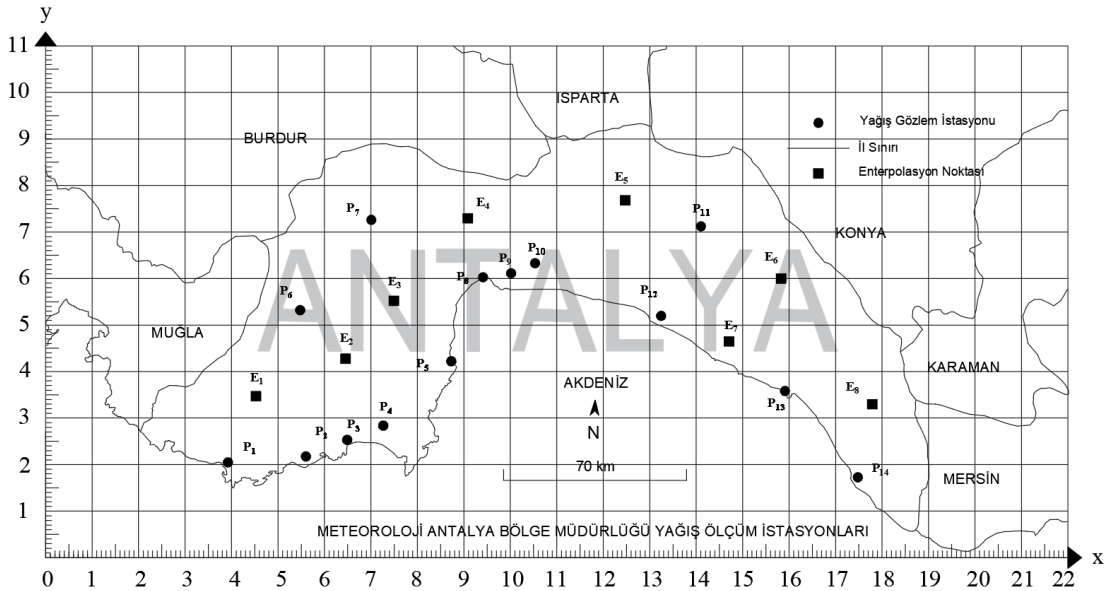 y
11
10
9
8
7
6
5
4
3
2
1
0 1 2 3 4 5 6 7 8 9 10 11 12 13 14 15 16 17 18 19 20 21 22
x
ISPARTA
BURDUR
Yağış Gözlem İstasyonu
İl Sınırı
Enterpolasyon Noktası
E5
E4
P7
P11
KONYA
ANTALYA
P10
P9
P8
E6
E3
P6
P12
MUĞLA
E2
E7
P5
KARAMAN
AKDENİZ
E1
E8
P13
P4
N
P1
P2
P3
70 km
P14
MERSİN
METEOROLOJİ ANTALYA BÖLGE MÜDÜRLÜĞÜ YAĞIŞ ÖLÇÜM İSTASYONLARI